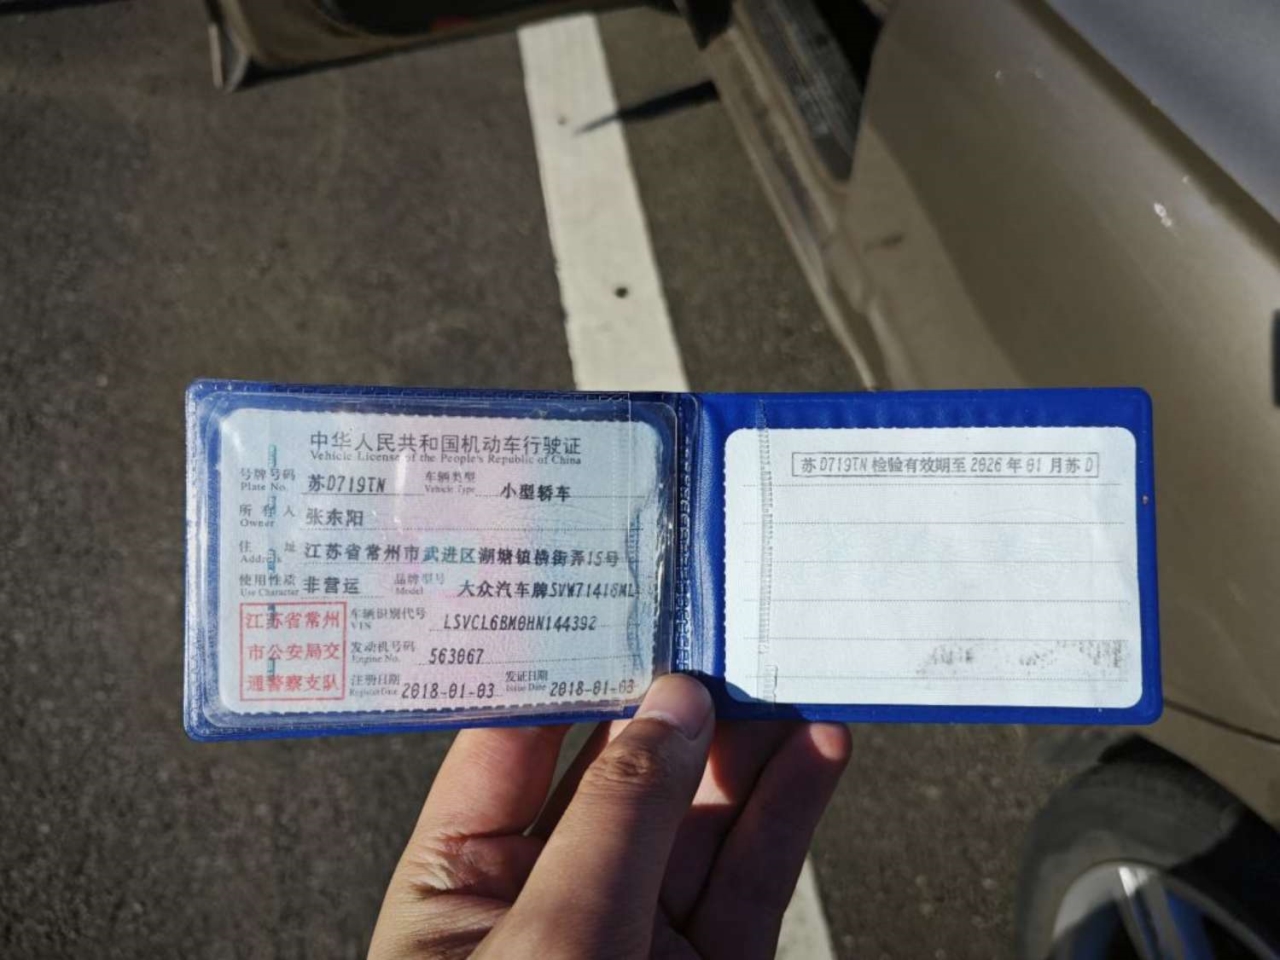 中华人民共和国机动车行驶证
Vehicle License of the People's Republic of China
号牌号码 苏D719TN 车辆类型 小型轿车
Plate No. Vehicle Type
所有人 张东阳
Owner
住址 江苏省常州市武进区湖塘镇横街弄15号
Address
使用性质 非营运 品牌型号 大众汽车牌SVW71418ML
Use Character Model
江苏省常州
市公安局交
通警察支队
车辆识别代号 LSVCL6BM0HN144392
VIN
发动机号码 563067
Engine No.
注册日期 2018-01-03 发证日期 2018-01-03
Register Date Issue Date
苏D719TN检验有效期至2026年01月苏D